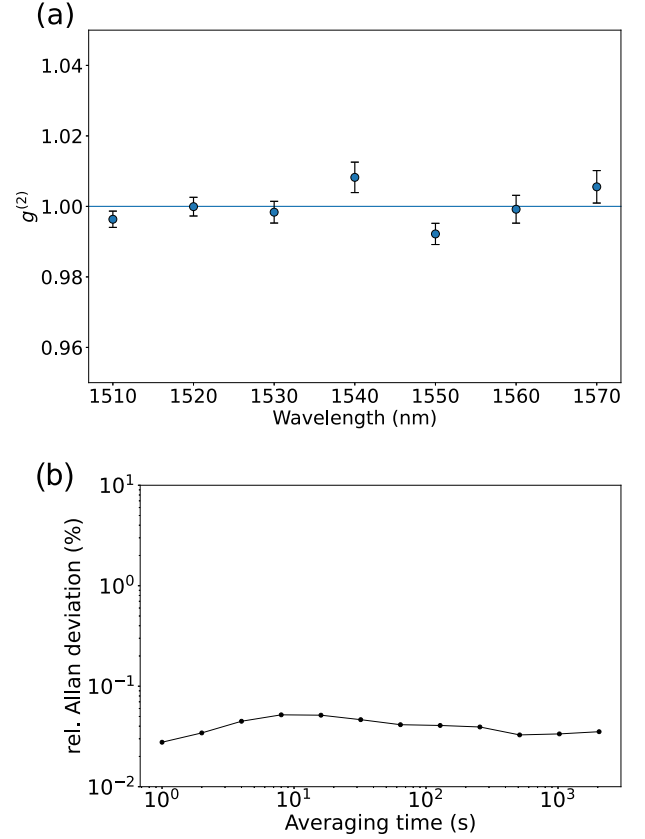 (a)
1.04
1.02
1.00
0.98
0.96
g⁽²⁾
1510 1520 1530 1540 1550 1560 1570
Wavelength (nm)
(b)
10¹
10⁰
10⁻¹
10⁻²
rel. Allan deviation (%)
10⁰ 10¹ 10² 10³
Averaging time (s)